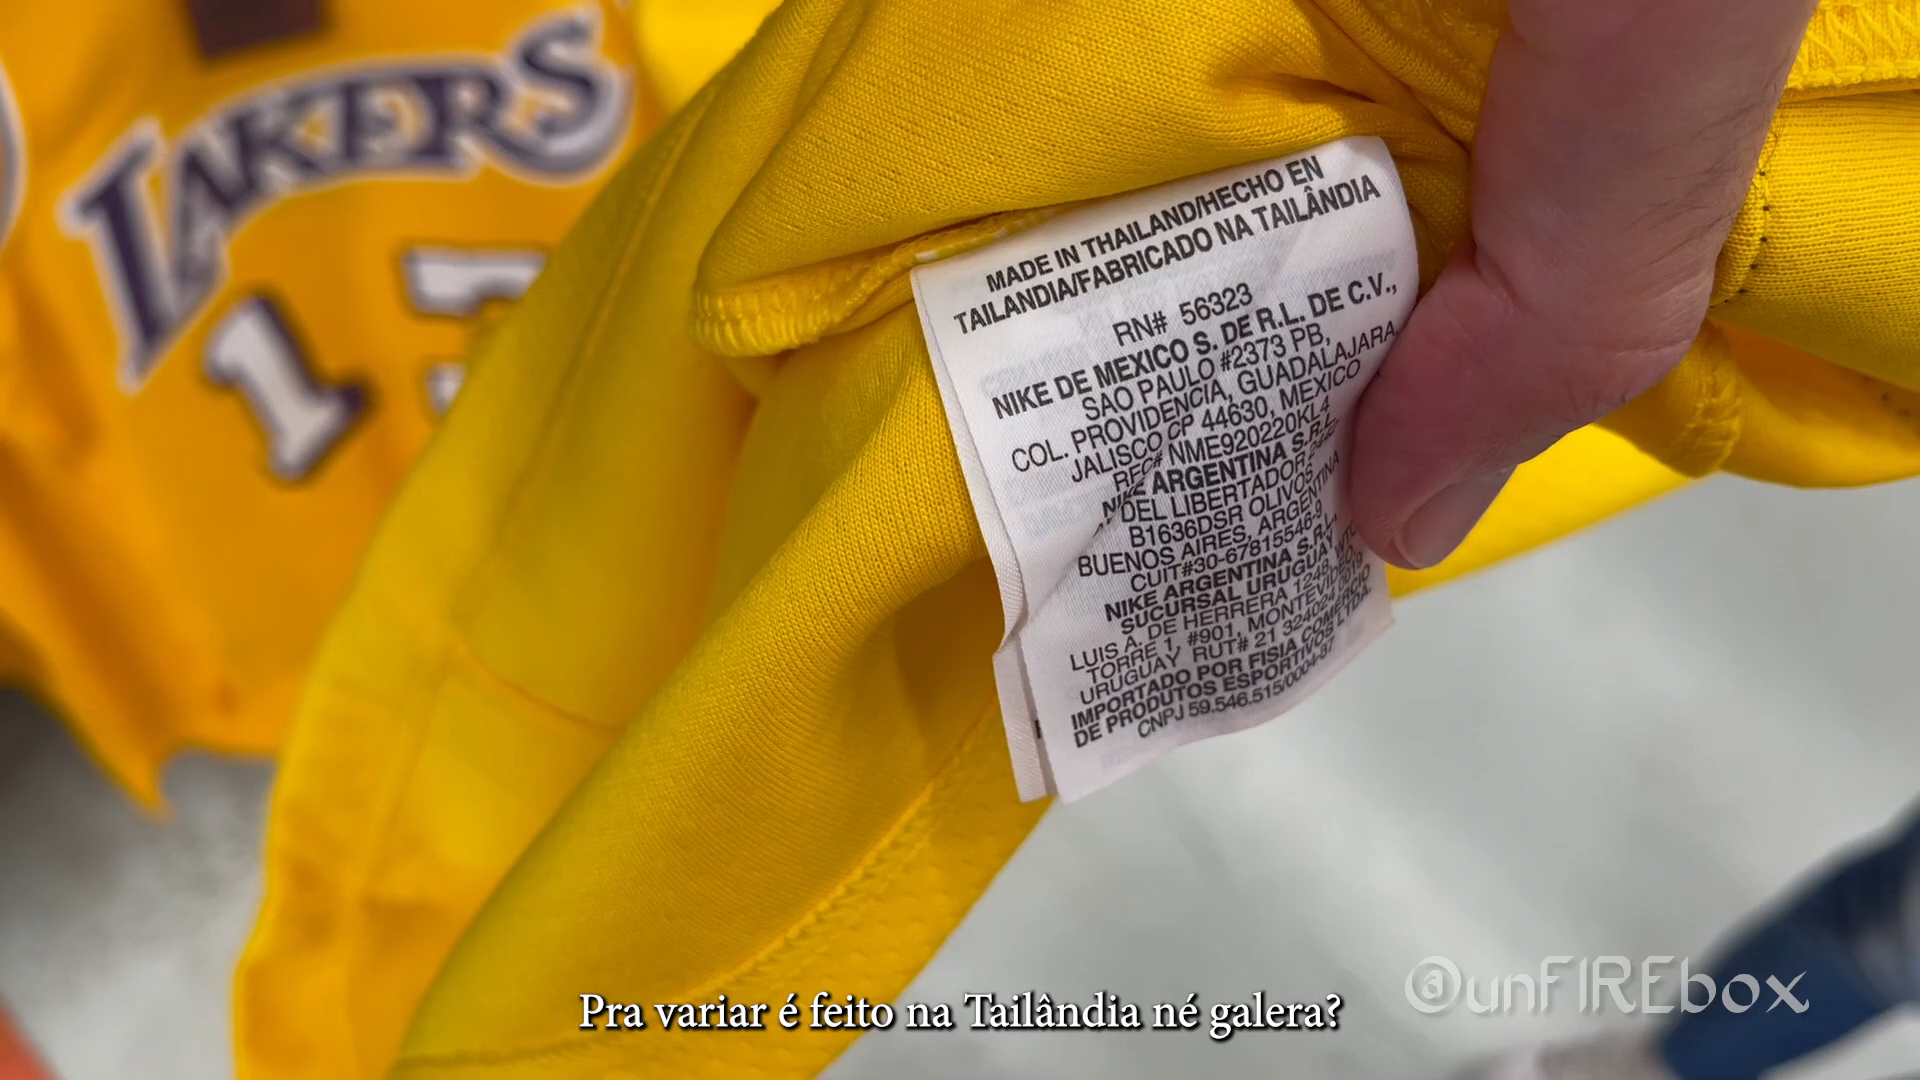 LAKERS
1
MADE IN THAILAND/HECHO EN
TAILANDIA/FABRICADO NA TAILÂNDIA
RN# 56323
NIKE DE MEXICO S. DE R.L. DE C.V.,
SAO PAULO #2373 PB,
COL. PROVIDENCIA, GUADALAJARA,
JALISCO CP 44630, MEXICO
RFC# NME920220KL4
NIKE ARGENTINA S.R.L.
DEL LIBERTADOR
B1636DSR OLIVOS,
BUENOS AIRES, ARGENTINA
CUIT#30-67815546-9
NIKE ARGENTINA S.R.L.,
SUCURSAL URUGUAY
LUIS A. DE HERRERA 1248, WTC
TORRE 1, #901, MONTEVIDEO,
URUGUAY RUT# 21 324024
IMPORTADO POR FISIA COMÉRCIO
DE PRODUTOS ESPORTIVOS LTDA.
CNPJ 59.546.515/0004-87
@unFIREbox
Pra variar é feito na Tailândia né galera?